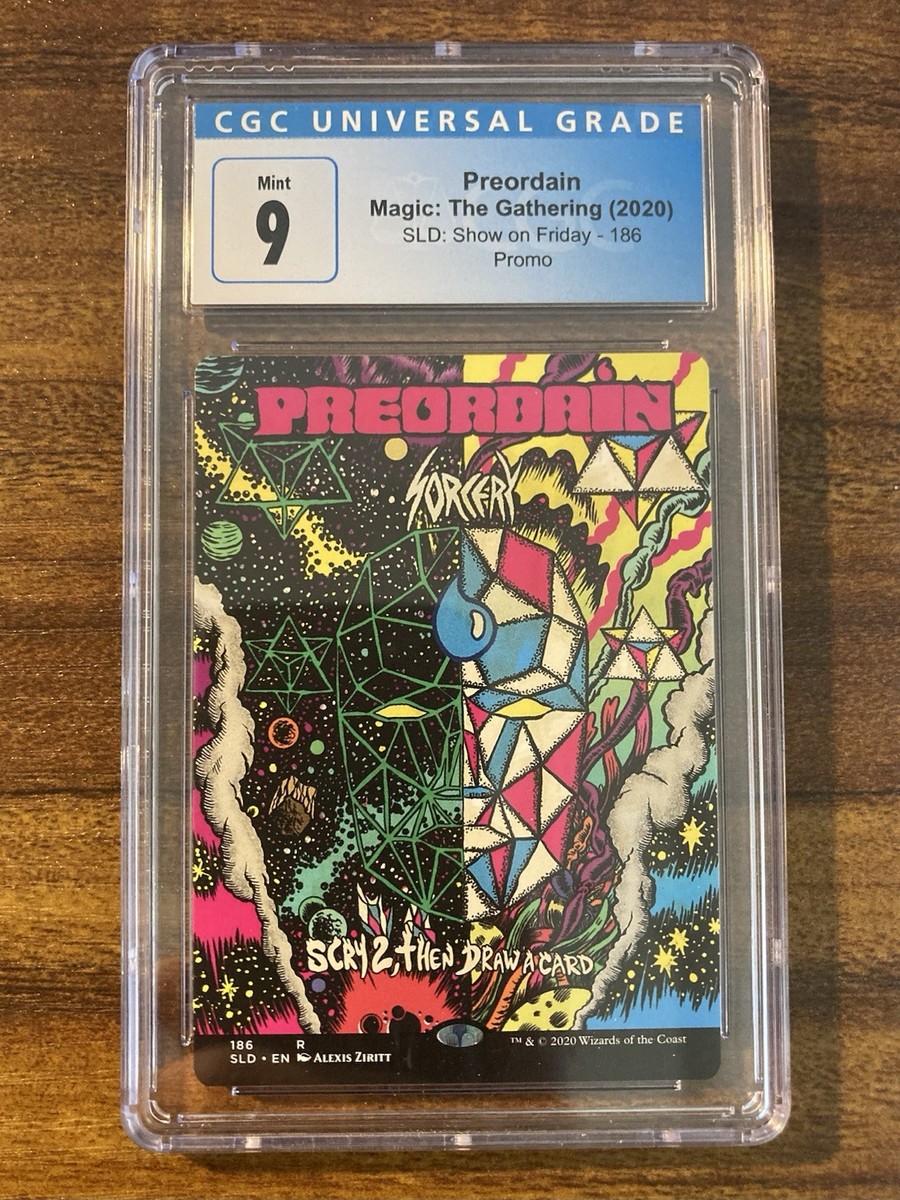 CGC UNIVERSAL GRADE
Mint
9
Preordain
Magic: The Gathering (2020)
SLD: Show on Friday - 186
Promo
PREORDAIN
SORCERY
SCRY 2, THEN DRAW A CARD
186 R
SLD • EN ALEXIS ZIRITT
™ & © 2020 Wizards of the Coast